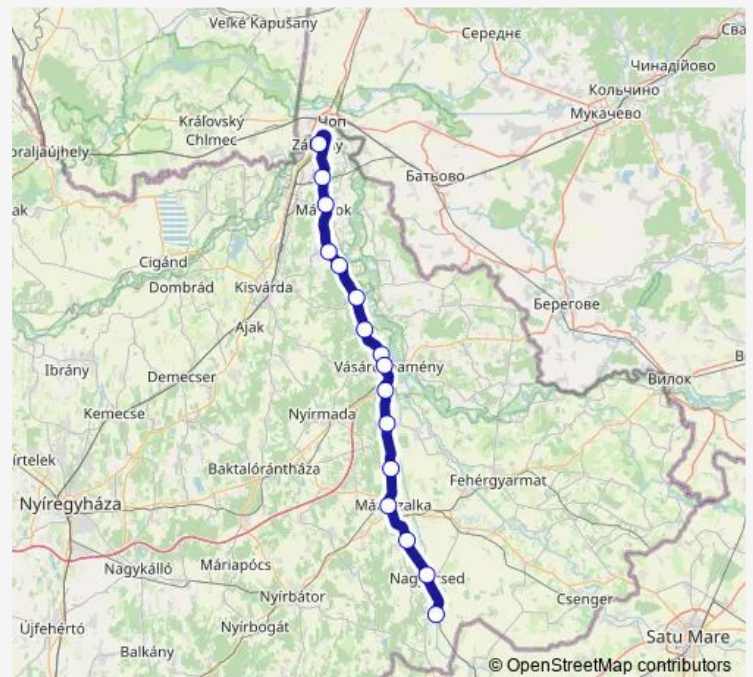 Veľké Kapušany
Середнє
Сва
Чинадійово
Кольчино
Мукачево
Kráľovský
Chlmec
Чоп
oraljaújhely
Батьово
ak
Cigánd
Dombrád
Kisvárda
Берегове
Ajak
Ibrány
Demecser
Вилок
Kemecse
Nyírmada
írtelek
Baktalórántháza
Fehérgyarmat
Nyíregyháza
Nagykálló
Máriapócs
Nyírbátor
Csenger
Újfehértó
Nyírbogát
Balkány
Satu Mare
© OpenStreetMap contributors